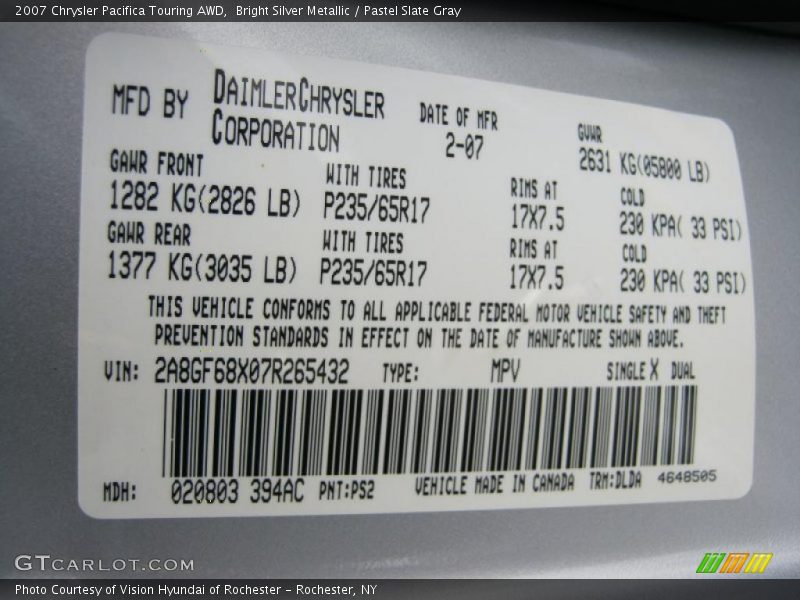 2007 Chrysler Pacifica Touring AWD,  Bright Silver Metallic / Pastel Slate Gray
MFD BY DAIMLERCHRYSLER CORPORATION
DATE OF MFR 2-07
GVWR 2631 KG(05800 LB)
GAWR FRONT WITH TIRES RIMS AT COLD
1282 KG(2826 LB) P235/65R17 17X7.5 230 KPA( 33 PSI)
GAWR REAR WITH TIRES RIMS AT COLD
1377 KG(3035 LB) P235/65R17 17X7.5 230 KPA( 33 PSI)
THIS VEHICLE CONFORMS TO ALL APPLICABLE FEDERAL MOTOR VEHICLE SAFETY AND THEFT
PREVENTION STANDARDS IN EFFECT ON THE DATE OF MANUFACTURE SHOWN ABOVE.
VIN: 2A8GF68X07R265432 TYPE: MPV SINGLE X DUAL
MDH: 020803 394AC PNT:PS2 VEHICLE MADE IN CANADA TRM:DLDA 4648505
GTCARLOT.COM
Photo Courtesy of Vision Hyundai of Rochester - Rochester, NY